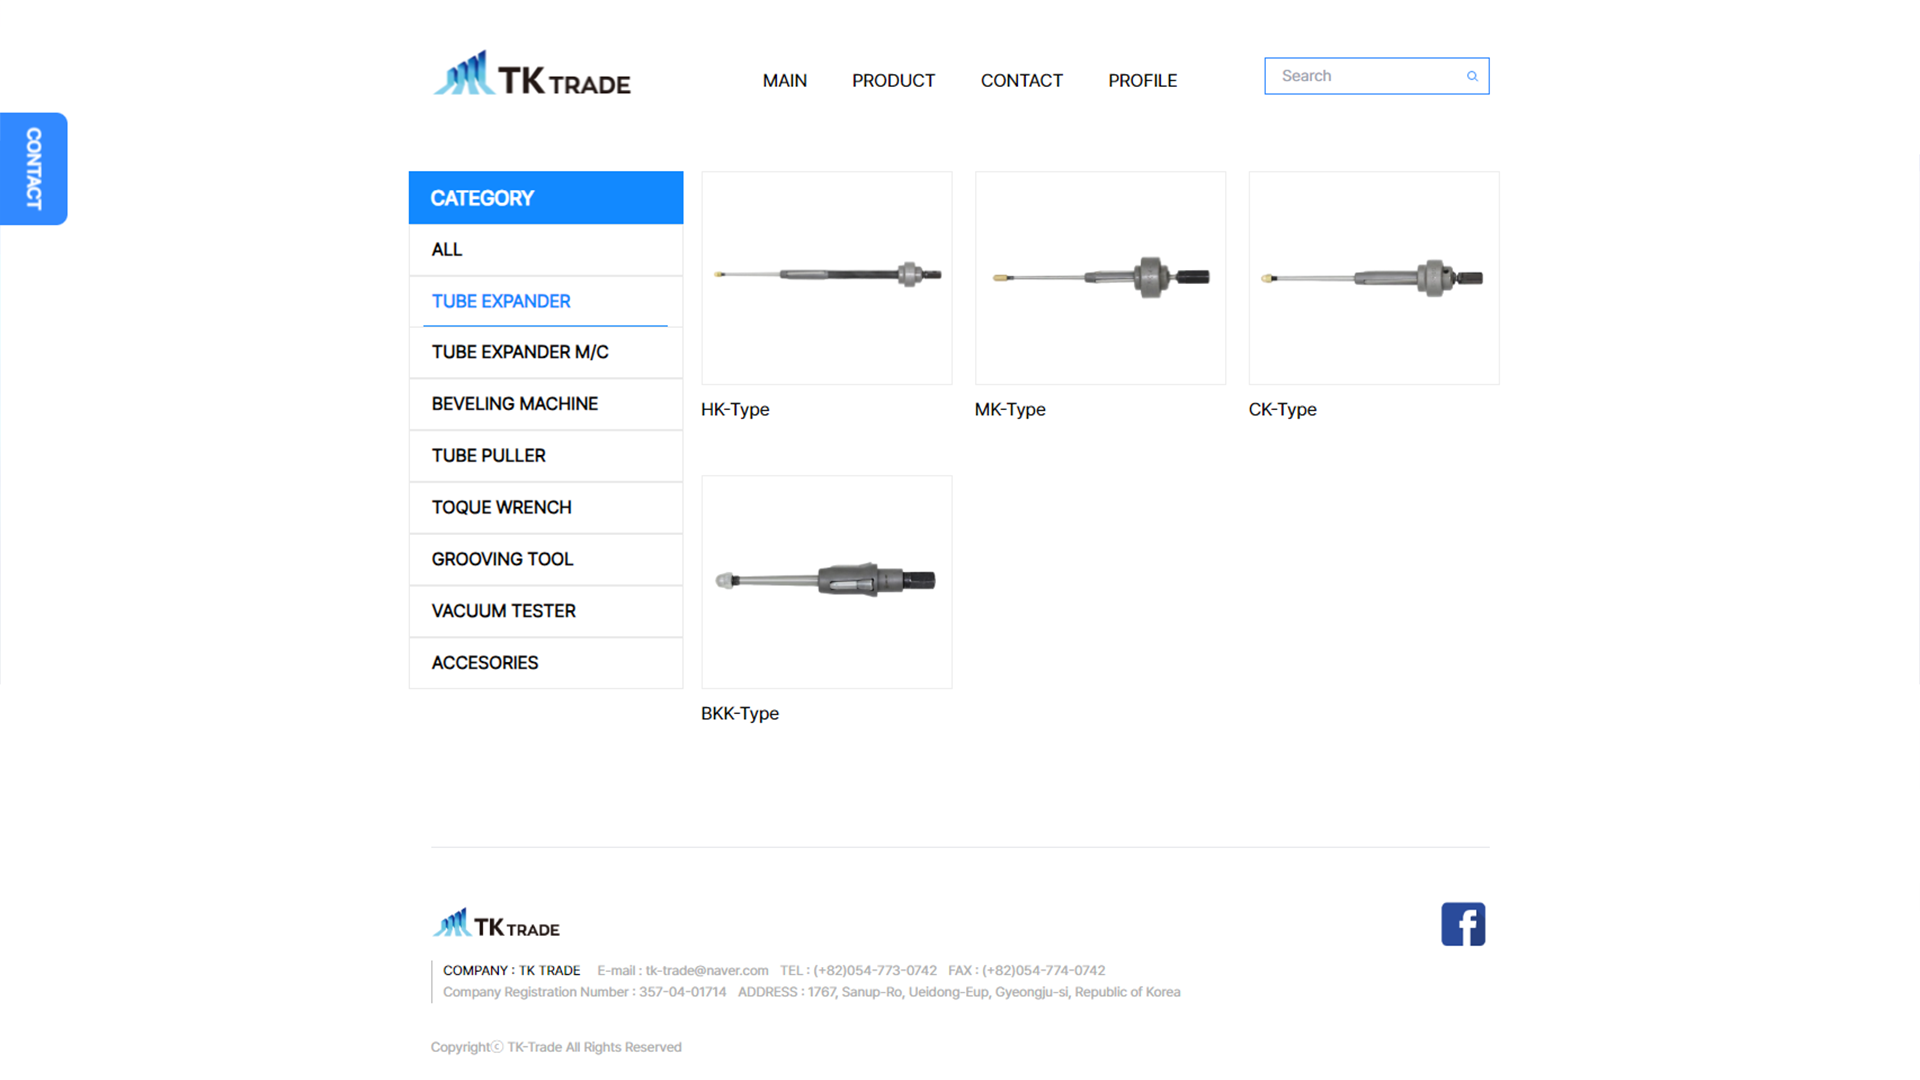 TK TRADE
MAIN PRODUCT CONTACT PROFILE
Search
CONTACT
CATEGORY
ALL
TUBE EXPANDER
TUBE EXPANDER M/C
BEVELING MACHINE
TUBE PULLER
TOQUE WRENCH
GROOVING TOOL
VACUUM TESTER
ACCESORIES
HK-Type
MK-Type
CK-Type
BKK-Type
TK TRADE
COMPANY : TK TRADE E-mail : tk-trade@naver.com TEL : (+82)054-773-0742 FAX : (+82)054-774-0742
Company Registration Number : 357-04-01714 ADDRESS : 1767, Sanup-Ro, Ueidong-Eup, Gyeongju-si, Republic of Korea
Copyrightⓒ TK-Trade All Rights Reserved